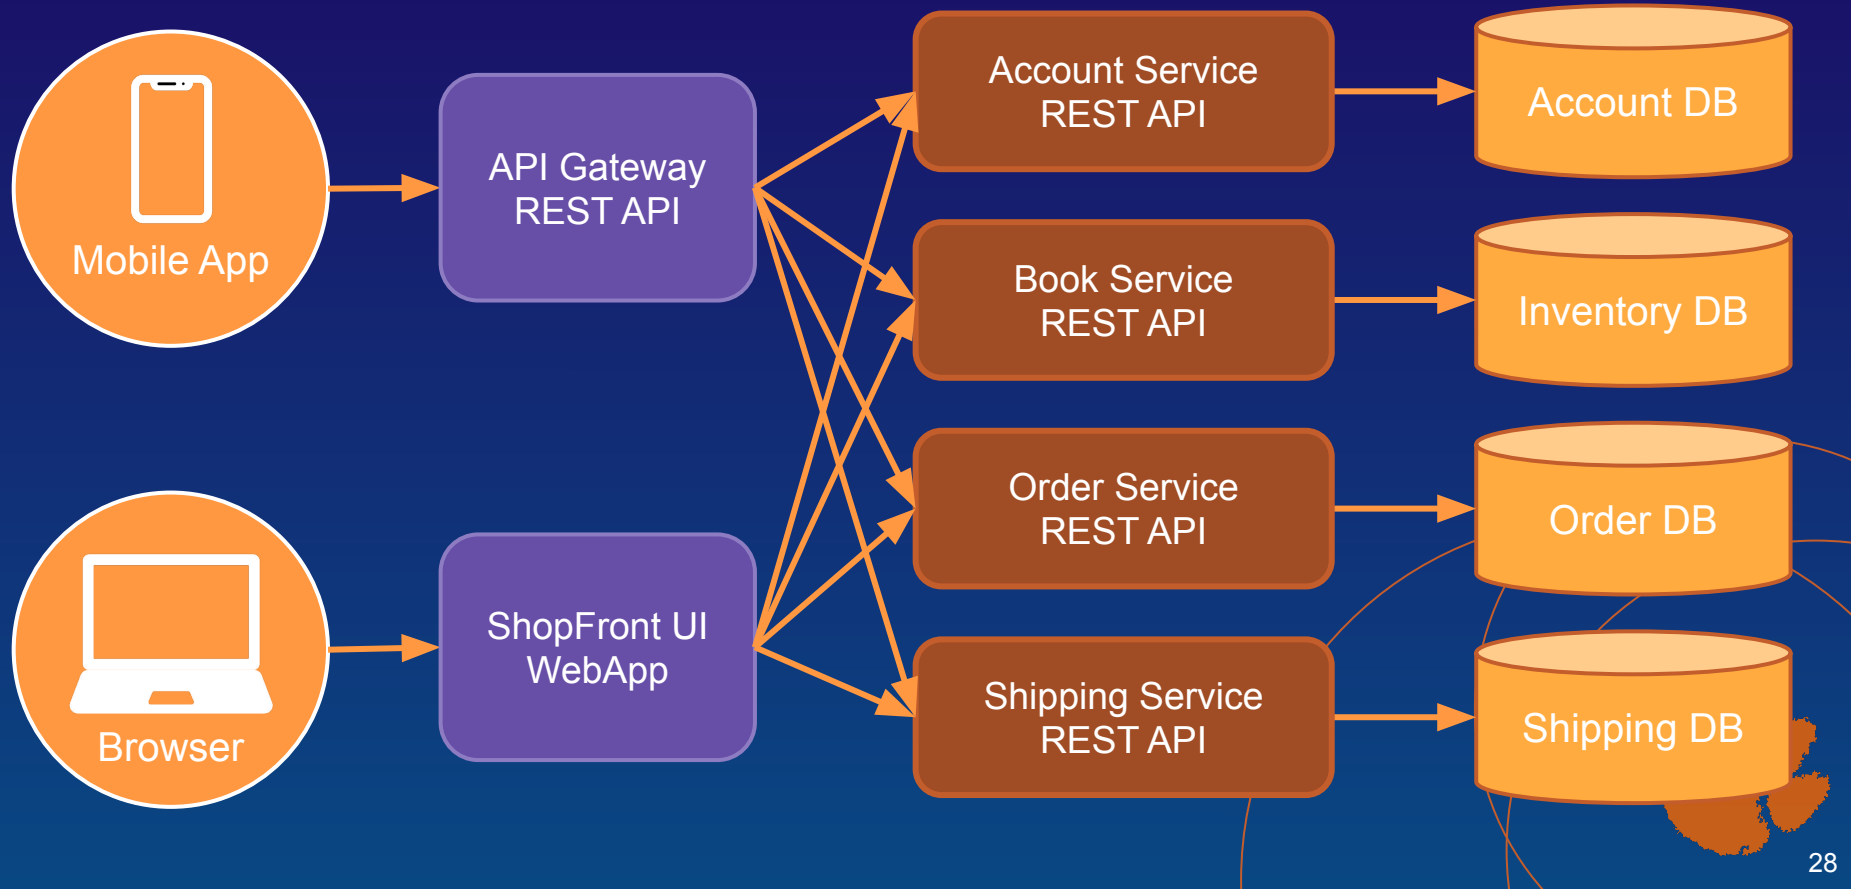 Mobile App
API Gateway
REST API
Account Service
REST API
Account DB
Book Service
REST API
Inventory DB
Order Service
REST API
Order DB
Browser
ShopFront UI
WebApp
Shipping Service
REST API
Shipping DB
28